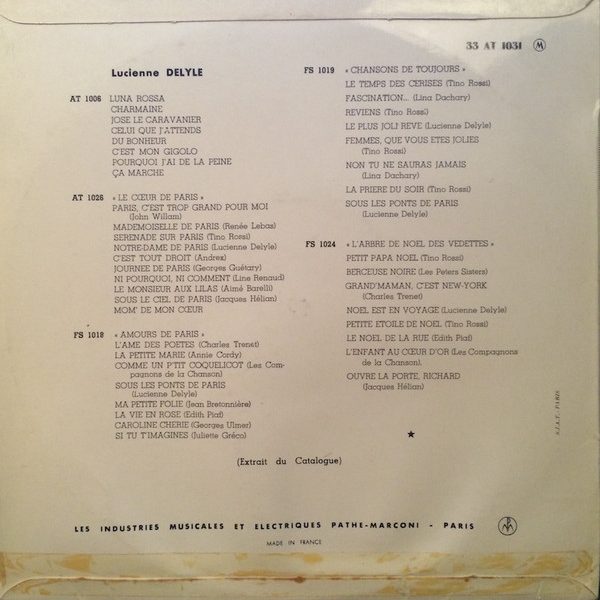 33 AT 1031 M
Lucienne DELYLE
AT 1006 LUNA ROSSA
CHARMAINE
JOSE LE CARAVANIER
CELUI QUE J'ATTENDS
DU BONHEUR
C'EST MON GIGOLO
POURQUOI J'AI DE LA PEINE
ÇA MARCHE
AT 1026 « LE CŒUR DE PARIS »
PARIS, C'EST TROP GRAND POUR MOI
(John William)
MADEMOISELLE DE PARIS (Renée Lebas)
SERENADE SUR PARIS (Tino Rossi)
NOTRE-DAME DE PARIS (Lucienne Delyle)
C'EST TOUT DROIT (Andrex)
JOURNEE DE PARIS (Georges Guétary)
NI POURQUOI, NI COMMENT (Line Renaud)
LE MONSIEUR AUX LILAS (Aimé Barelli)
SOUS LE CIEL DE PARIS (Jacques Hélian)
MOM' DE MON CŒUR
FS 1018 « AMOURS DE PARIS »
L'AME DES POETES (Charles Trenet)
LA PETITE MARIE (Annie Cordy)
COMME UN P'TIT COQUELICOT (Les Com-
pagnons de la Chanson)
SOUS LES PONTS DE PARIS
(Lucienne Delyle)
MA PETITE FOLIE (Jean Bretonnière)
LA VIE EN ROSE (Edith Piaf)
CAROLINE CHERIE (Georges Ulmer)
SI TU T'IMAGINES (Juliette Gréco)
FS 1019 « CHANSONS DE TOUJOURS »
LE TEMPS DES CERISES (Tino Rossi)
FASCINATION... (Lina Dachary)
REVIENS (Tino Rossi)
LE PLUS JOLI REVE (Lucienne Delyle)
FEMMES, QUE VOUS ETES JOLIES
(Tino Rossi)
NON TU NE SAURAS JAMAIS
(Lina Dachary)
LA PRIERE DU SOIR (Tino Rossi)
SOUS LES PONTS DE PARIS
(Lucienne Delyle)
FS 1024 « L'ARBRE DE NOEL DES VEDETTES »
PETIT PAPA NOEL (Tino Rossi)
BERCEUSE NOIRE (Les Peters Sisters)
GRAND'MAMAN, C'EST NEW-YORK
(Charles Trenet)
NOEL EST EN VOYAGE (Lucienne Delyle)
PETITE ETOILE DE NOEL (Tino Rossi)
LE NOEL DE LA RUE (Edith Piaf)
L'ENFANT AU CŒUR D'OR (Les Compagnons
de la Chanson).
OUVRE LA PORTE, RICHARD
(Jacques Hélian)
(Extrait du Catalogue)
LES INDUSTRIES MUSICALES ET ELECTRIQUES PATHE-MARCONI - PARIS
MADE IN FRANCE